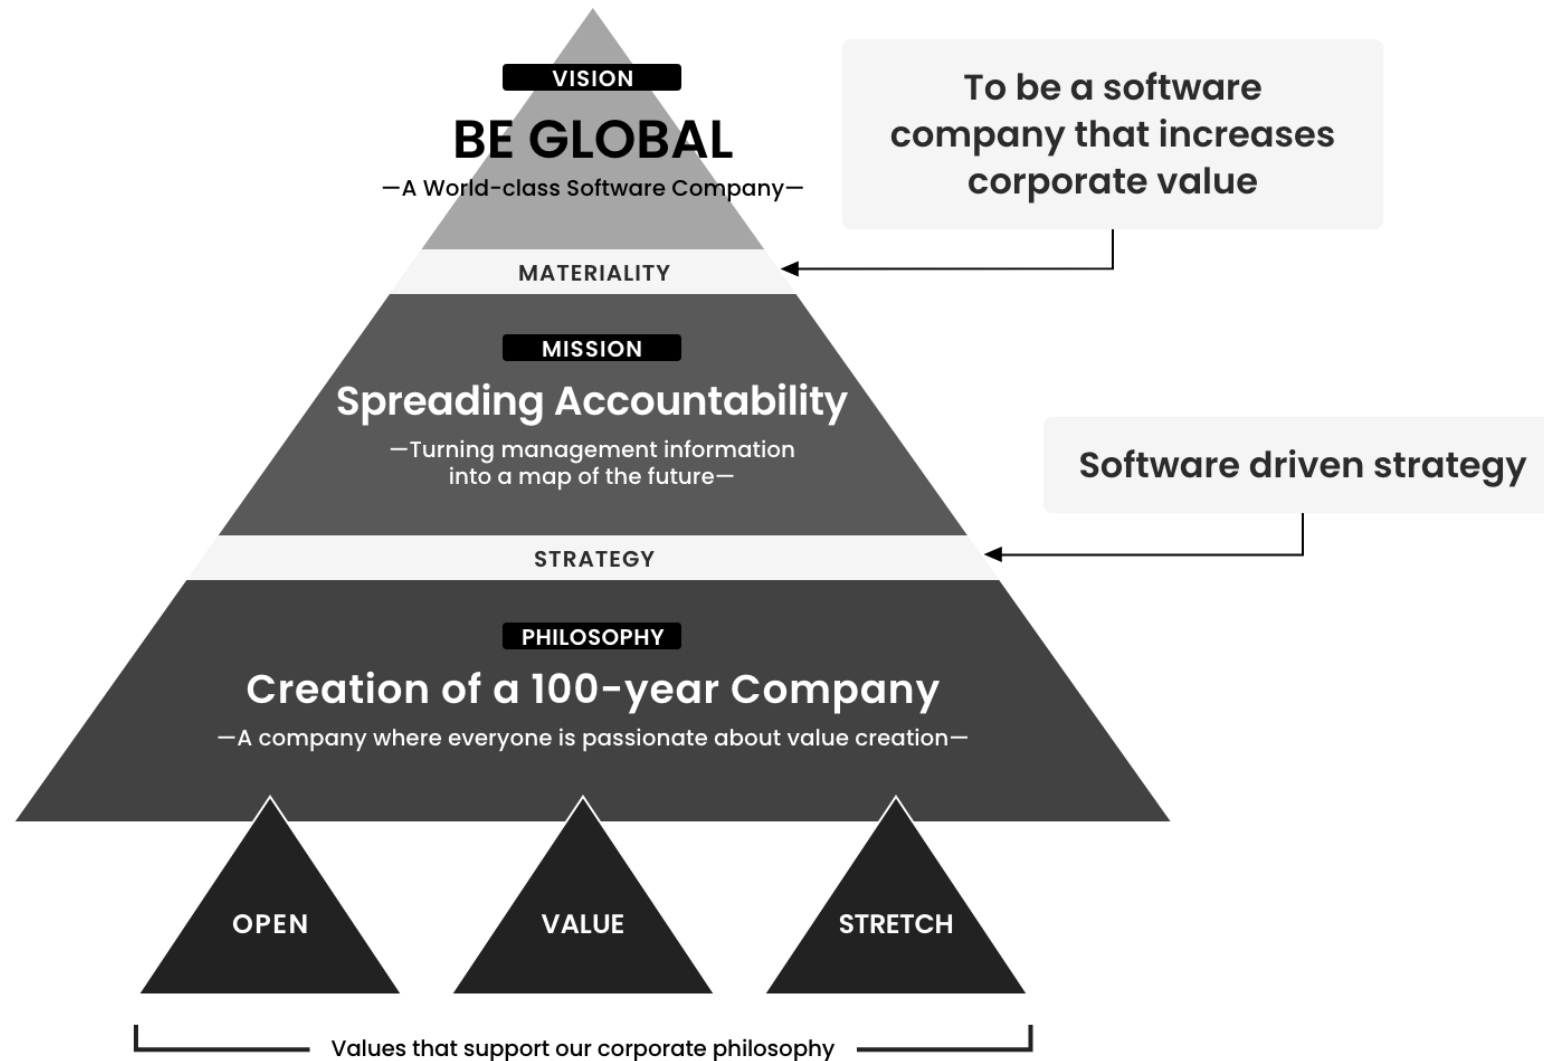 VISION
BE GLOBAL
—A World-class Software Company—
To be a software
company that increases
corporate value
MATERIALITY
MISSION
Spreading Accountability
—Turning management information
into a map of the future—
Software driven strategy
STRATEGY
PHILOSOPHY
Creation of a 100-year Company
—A company where everyone is passionate about value creation—
OPEN
VALUE
STRETCH
Values that support our corporate philosophy